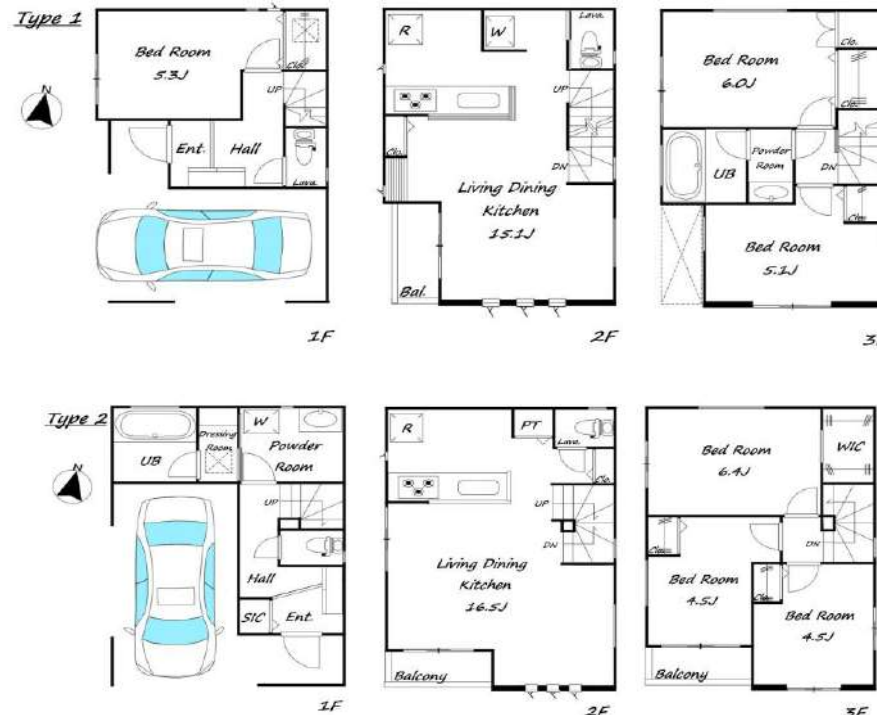 Type 1
N
Bed Room
5.3J
Clo.
UP
Ent.
Hall
Lava.
1F
R
W
Lava.
UP
Clo.
DN
Living Dining
Kitchen
15.1J
Bal.
2F
Bed Room
6.0J
Clo.
Clo.
UB
Powder
Room
DN
Clo.
Bed Room
5.1J
Type 2
N
UB
Dressing
Room
W
Powder
Room
UP
Hall
SIC
Ent.
1F
R
PT
Lava.
Clo.
UP
DN
Living Dining
Kitchen
16.5J
Balcony
2F
Bed Room
6.4J
WIC
Clo.
DN
Bed Room
4.5J
Clo.
Bed Room
4.5J
Balcony
3F